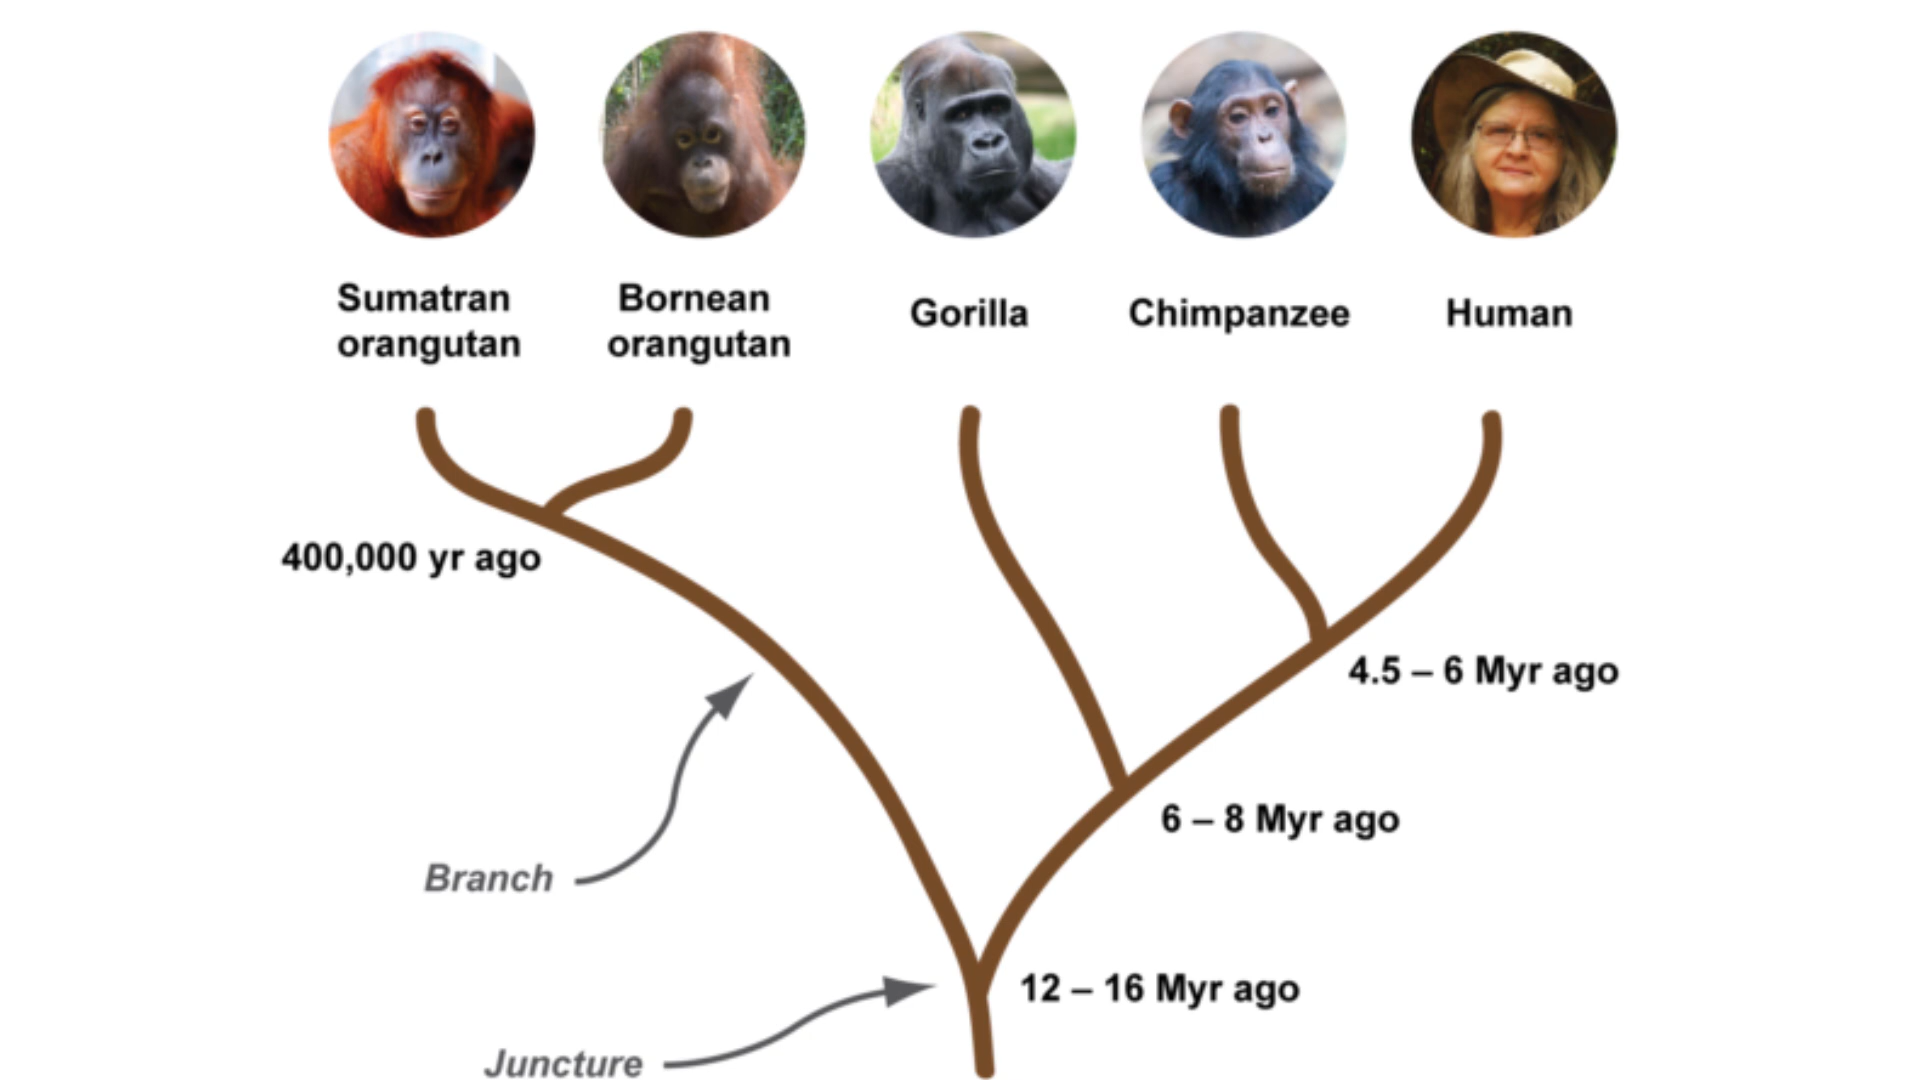 Sumatran
orangutan
Bornean
orangutan
Gorilla
Chimpanzee
Human
400,000 yr ago
4.5 – 6 Myr ago
6 – 8 Myr ago
Branch
12 – 16 Myr ago
Juncture